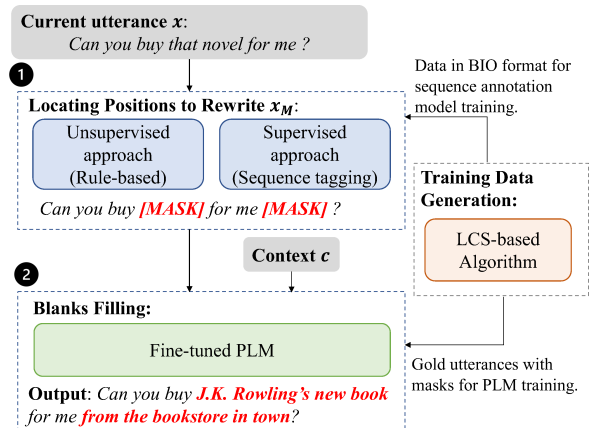 Current utterance x:
Can you buy that novel for me ?
1
Locating Positions to Rewrite x_M:
Unsupervised
approach
(Rule-based)
Supervised
approach
(Sequence tagging)
Can you buy [MASK] for me [MASK] ?
Data in BIO format for
sequence annotation
model training.
Training Data
Generation:
LCS-based
Algorithm
Context c
2
Blanks Filling:
Fine-tuned PLM
Output: Can you buy J.K. Rowling's new book
for me from the bookstore in town?
Gold utterances with
masks for PLM training.